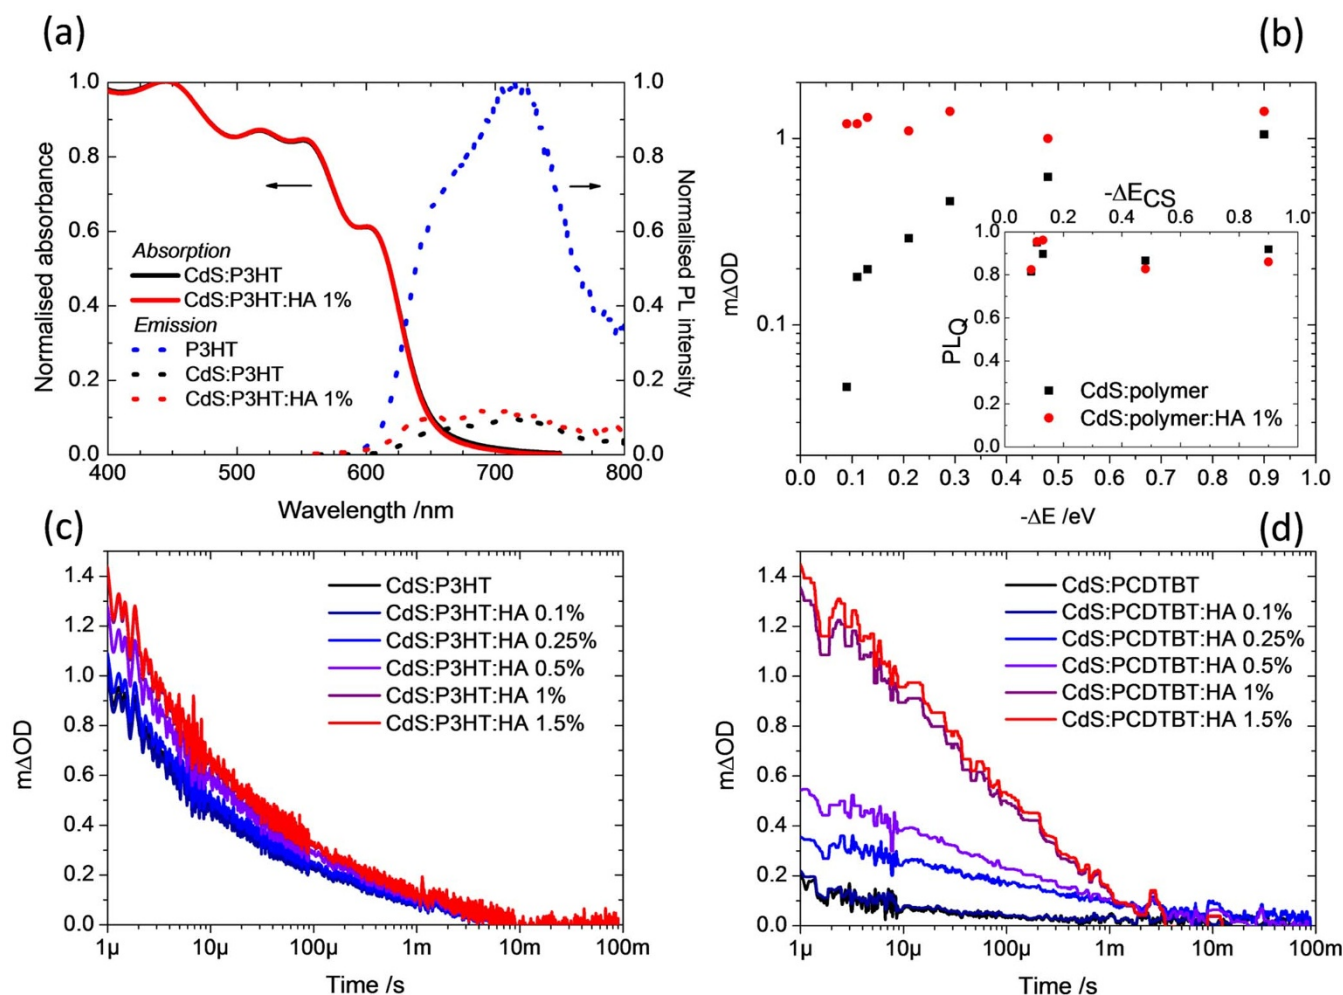 (a)
Normalised absorbance
1.0
0.8
0.6
0.4
0.2
0.0
Absorption
CdS:P3HT
CdS:P3HT:HA 1%
Emission
P3HT
CdS:P3HT
CdS:P3HT:HA 1%
1.0
0.8
0.6
0.4
0.2
0.0
Normalised PL intensity
400 500 600 700 800
Wavelength /nm
(b)
mΔOD
1
0.1
-ΔE_CS
0.0 0.2 0.4 0.6 0.8 1.0
PL_Q
1.0
0.8
0.6
0.4
0.2
0.0
CdS:polymer
CdS:polymer:HA 1%
0.0 0.1 0.2 0.3 0.4 0.5 0.6 0.7 0.8 0.9 1.0
-ΔE /eV
(c)
mΔOD
1.4
1.2
1.0
0.8
0.6
0.4
0.2
0.0
CdS:P3HT
CdS:P3HT:HA 0.1%
CdS:P3HT:HA 0.25%
CdS:P3HT:HA 0.5%
CdS:P3HT:HA 1%
CdS:P3HT:HA 1.5%
1µ 10µ 100µ 1m 10m 100m
Time /s
(d)
mΔOD
1.4
1.2
1.0
0.8
0.6
0.4
0.2
0.0
CdS:PCDTBT
CdS:PCDTBT:HA 0.1%
CdS:PCDTBT:HA 0.25%
CdS:PCDTBT:HA 0.5%
CdS:PCDTBT:HA 1%
CdS:PCDTBT:HA 1.5%
1µ 10µ 100µ 1m 10m 100m
Time /s